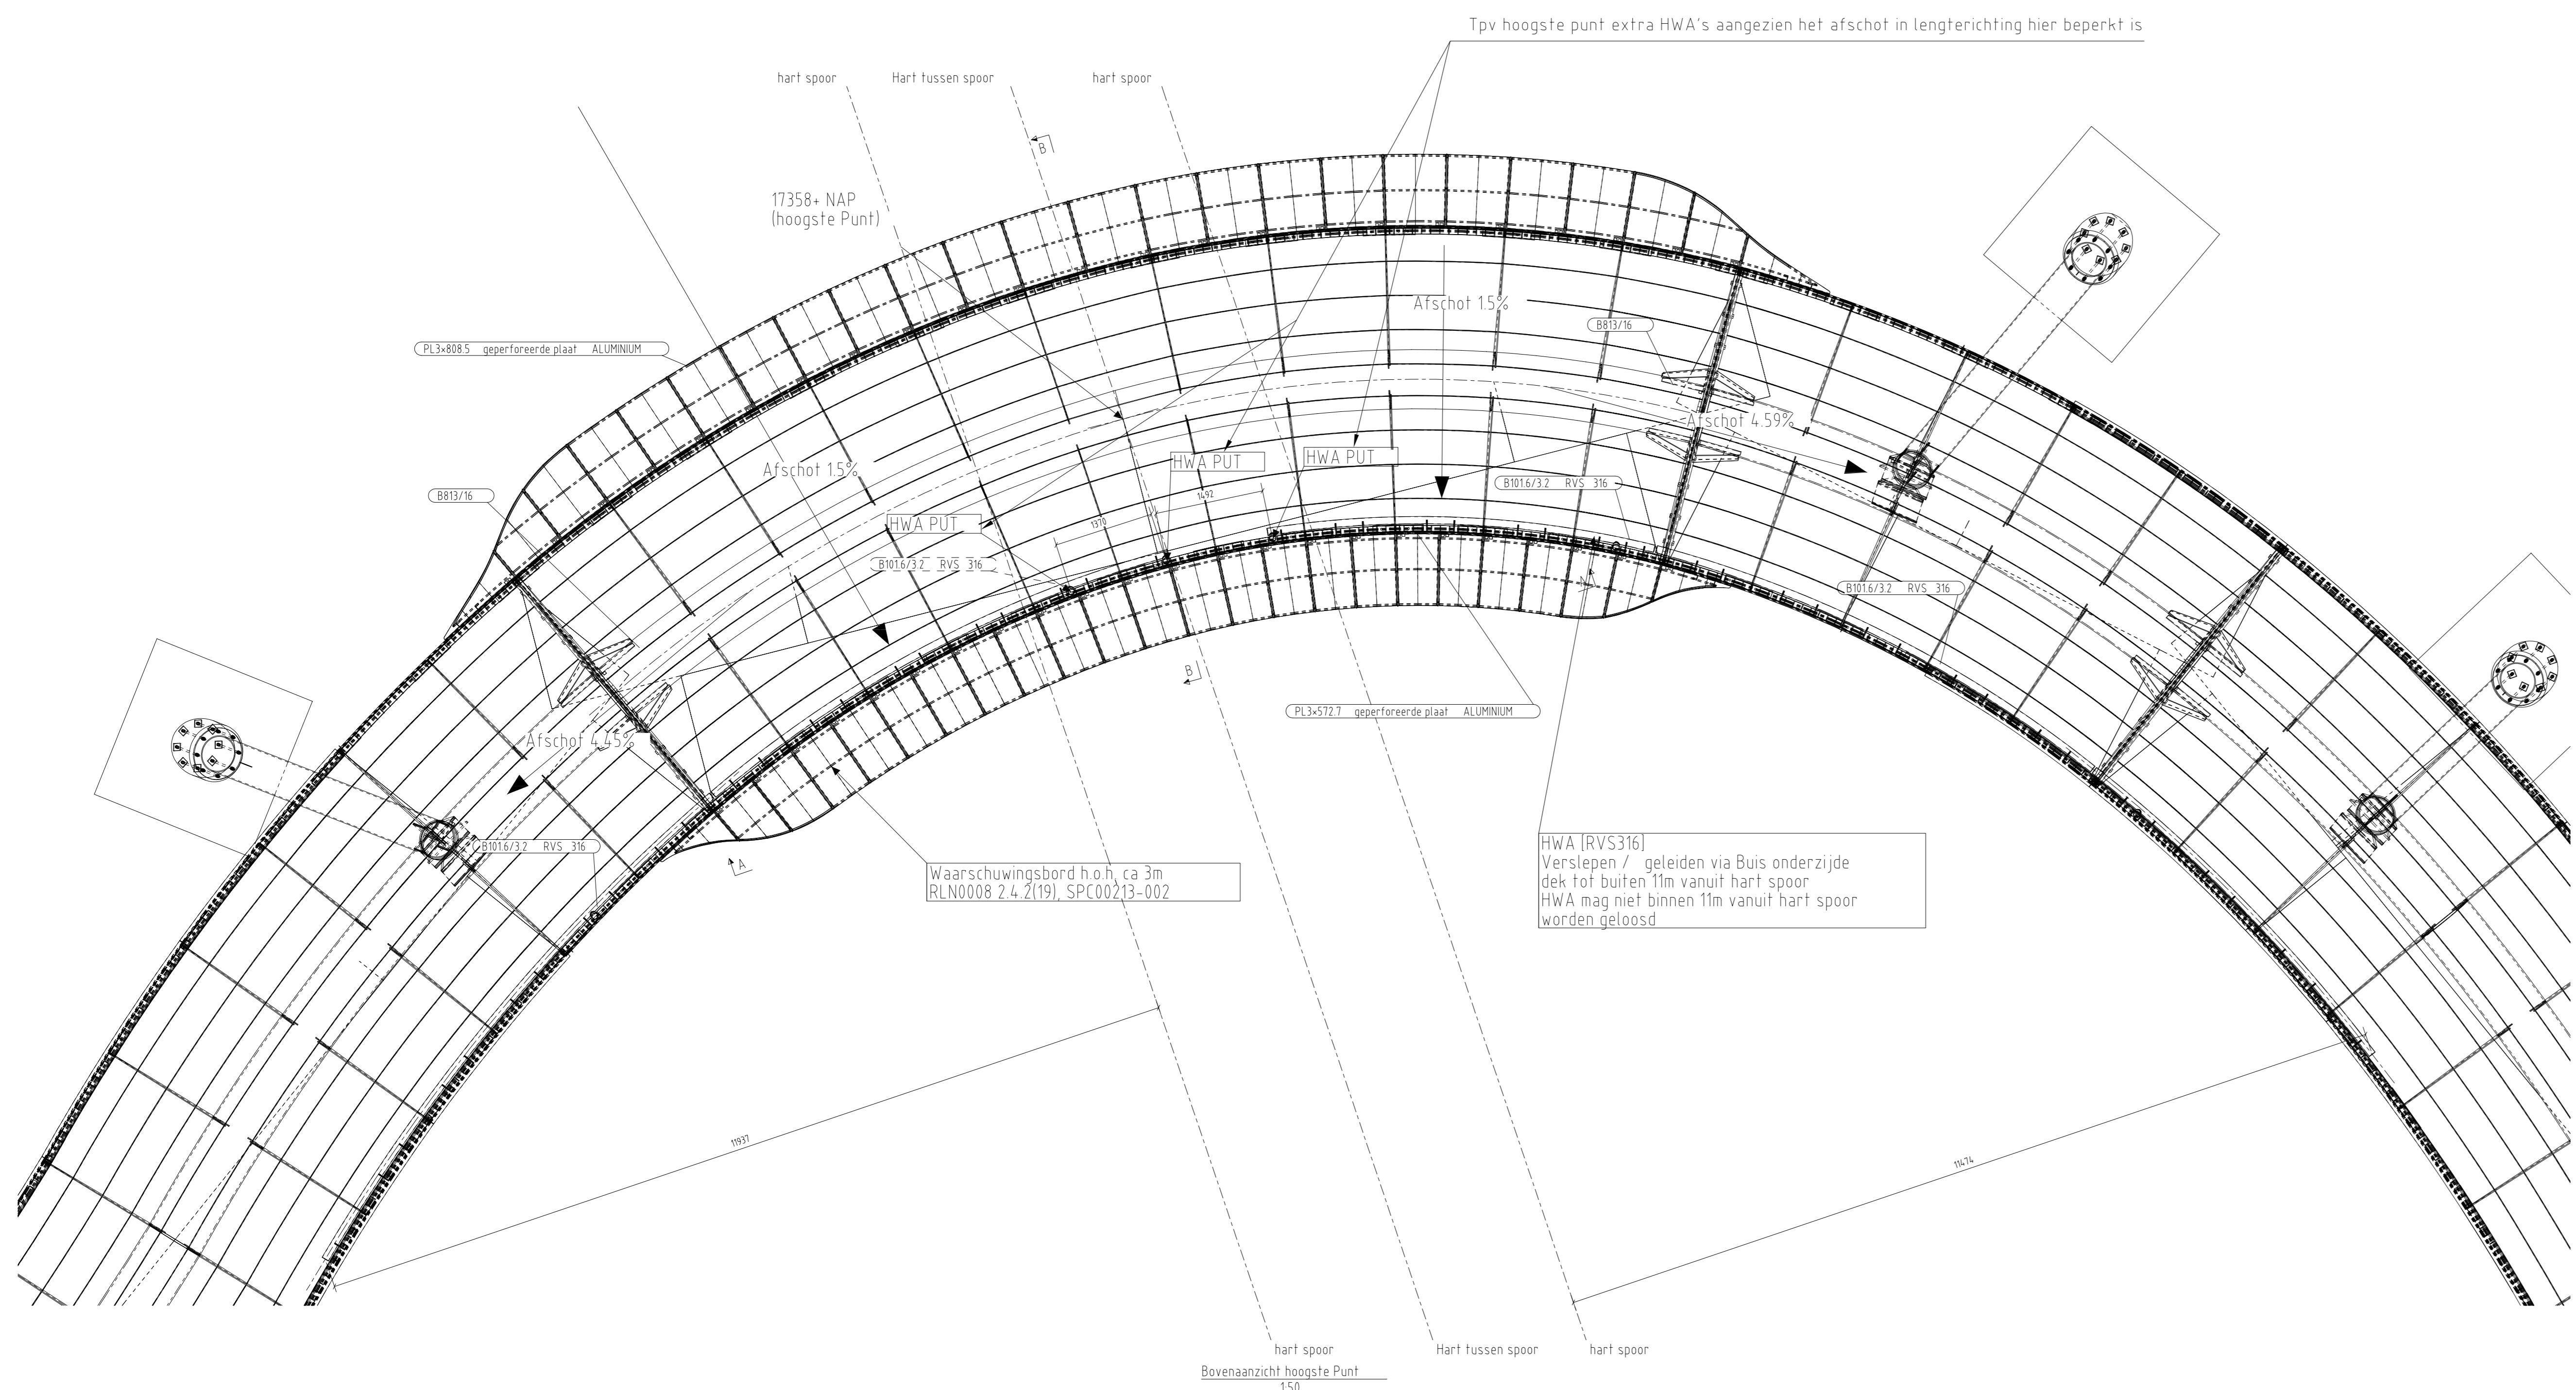 Tpv hoogste punt extra HWA's aangezien het afschot in lengterichting hier beperkt is
hart spoor
Hart tussen spoor
hart spoor
B
17358+ NAP
(hoogste Punt)
Afschot 1.5%
B813/16
PL3×808.5 geperforeerde plaat ALUMINIUM
Afschot 4.59%
HWA PUT
HWA PUT
Afschot 1.5%
B813/16
B101.6/3.2 RVS 316
1492
1370
HWA PUT
B101.6/3.2 RVS 316
A
B101.6/3.2 RVS 316
B
PL3×572.7 geperforeerde plaat ALUMINIUM
Afschot 4.45%
B101.6/3.2 RVS 316
A
Waarschuwingsbord h.o.h. ca 3m
RLN0008 2.4.2(19), SPC00213-002
HWA [RVS316]
Verslepen / geleiden via Buis onderzijde
dek tot buiten 11m vanuit hart spoor
HWA mag niet binnen 11m vanuit hart spoor
worden geloosd
11937
11474
hart spoor
Hart tussen spoor
hart spoor
Bovenaanzicht hoogste Punt
1:50